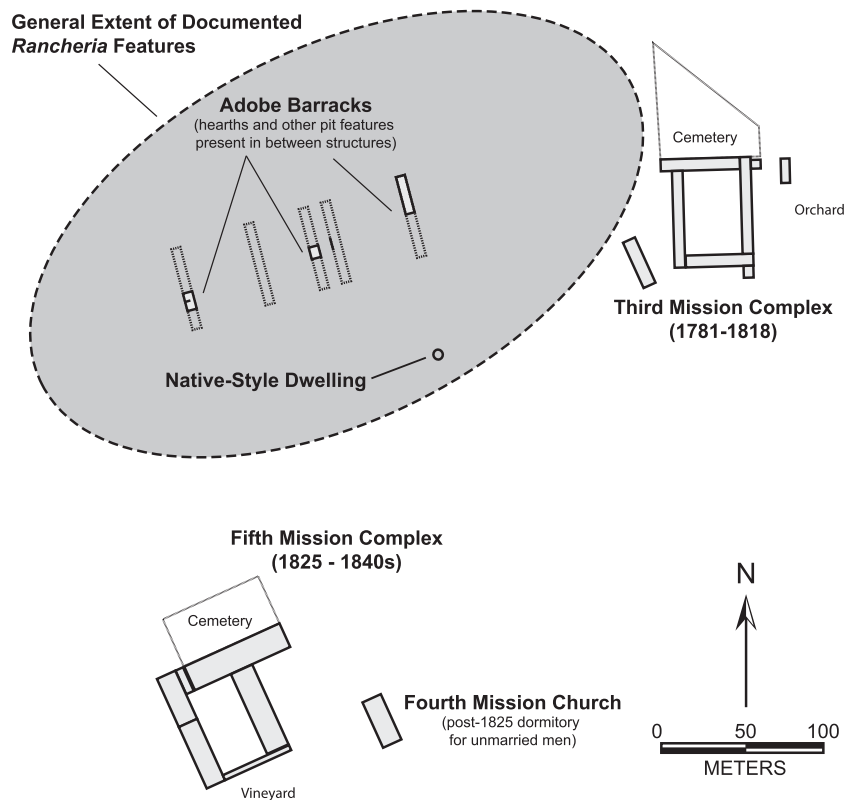 General Extent of Documented
Rancheria Features
Adobe Barracks
(hearths and other pit features
present in between structures)
Cemetery
Orchard
Third Mission Complex
(1781-1818)
Native-Style Dwelling
Fifth Mission Complex
(1825 - 1840s)
Cemetery
Fourth Mission Church
(post-1825 dormitory
for unmarried men)
Vineyard
N
0 50 100
METERS